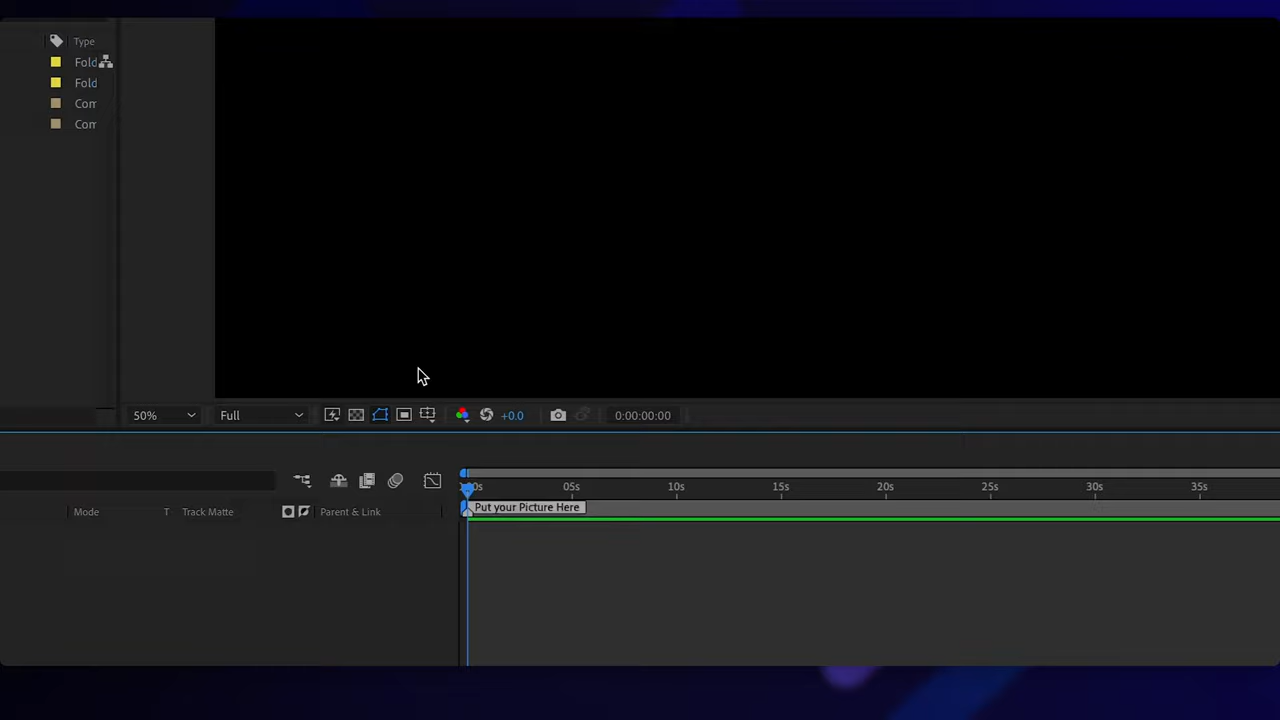 Type
Fold
Fold
Com
Com
50%
Full
+0.0
0:00:00:00
0s 05s 10s 15s 20s 25s 30s 35s
Mode T Track Matte Parent & Link
Put your Picture Here